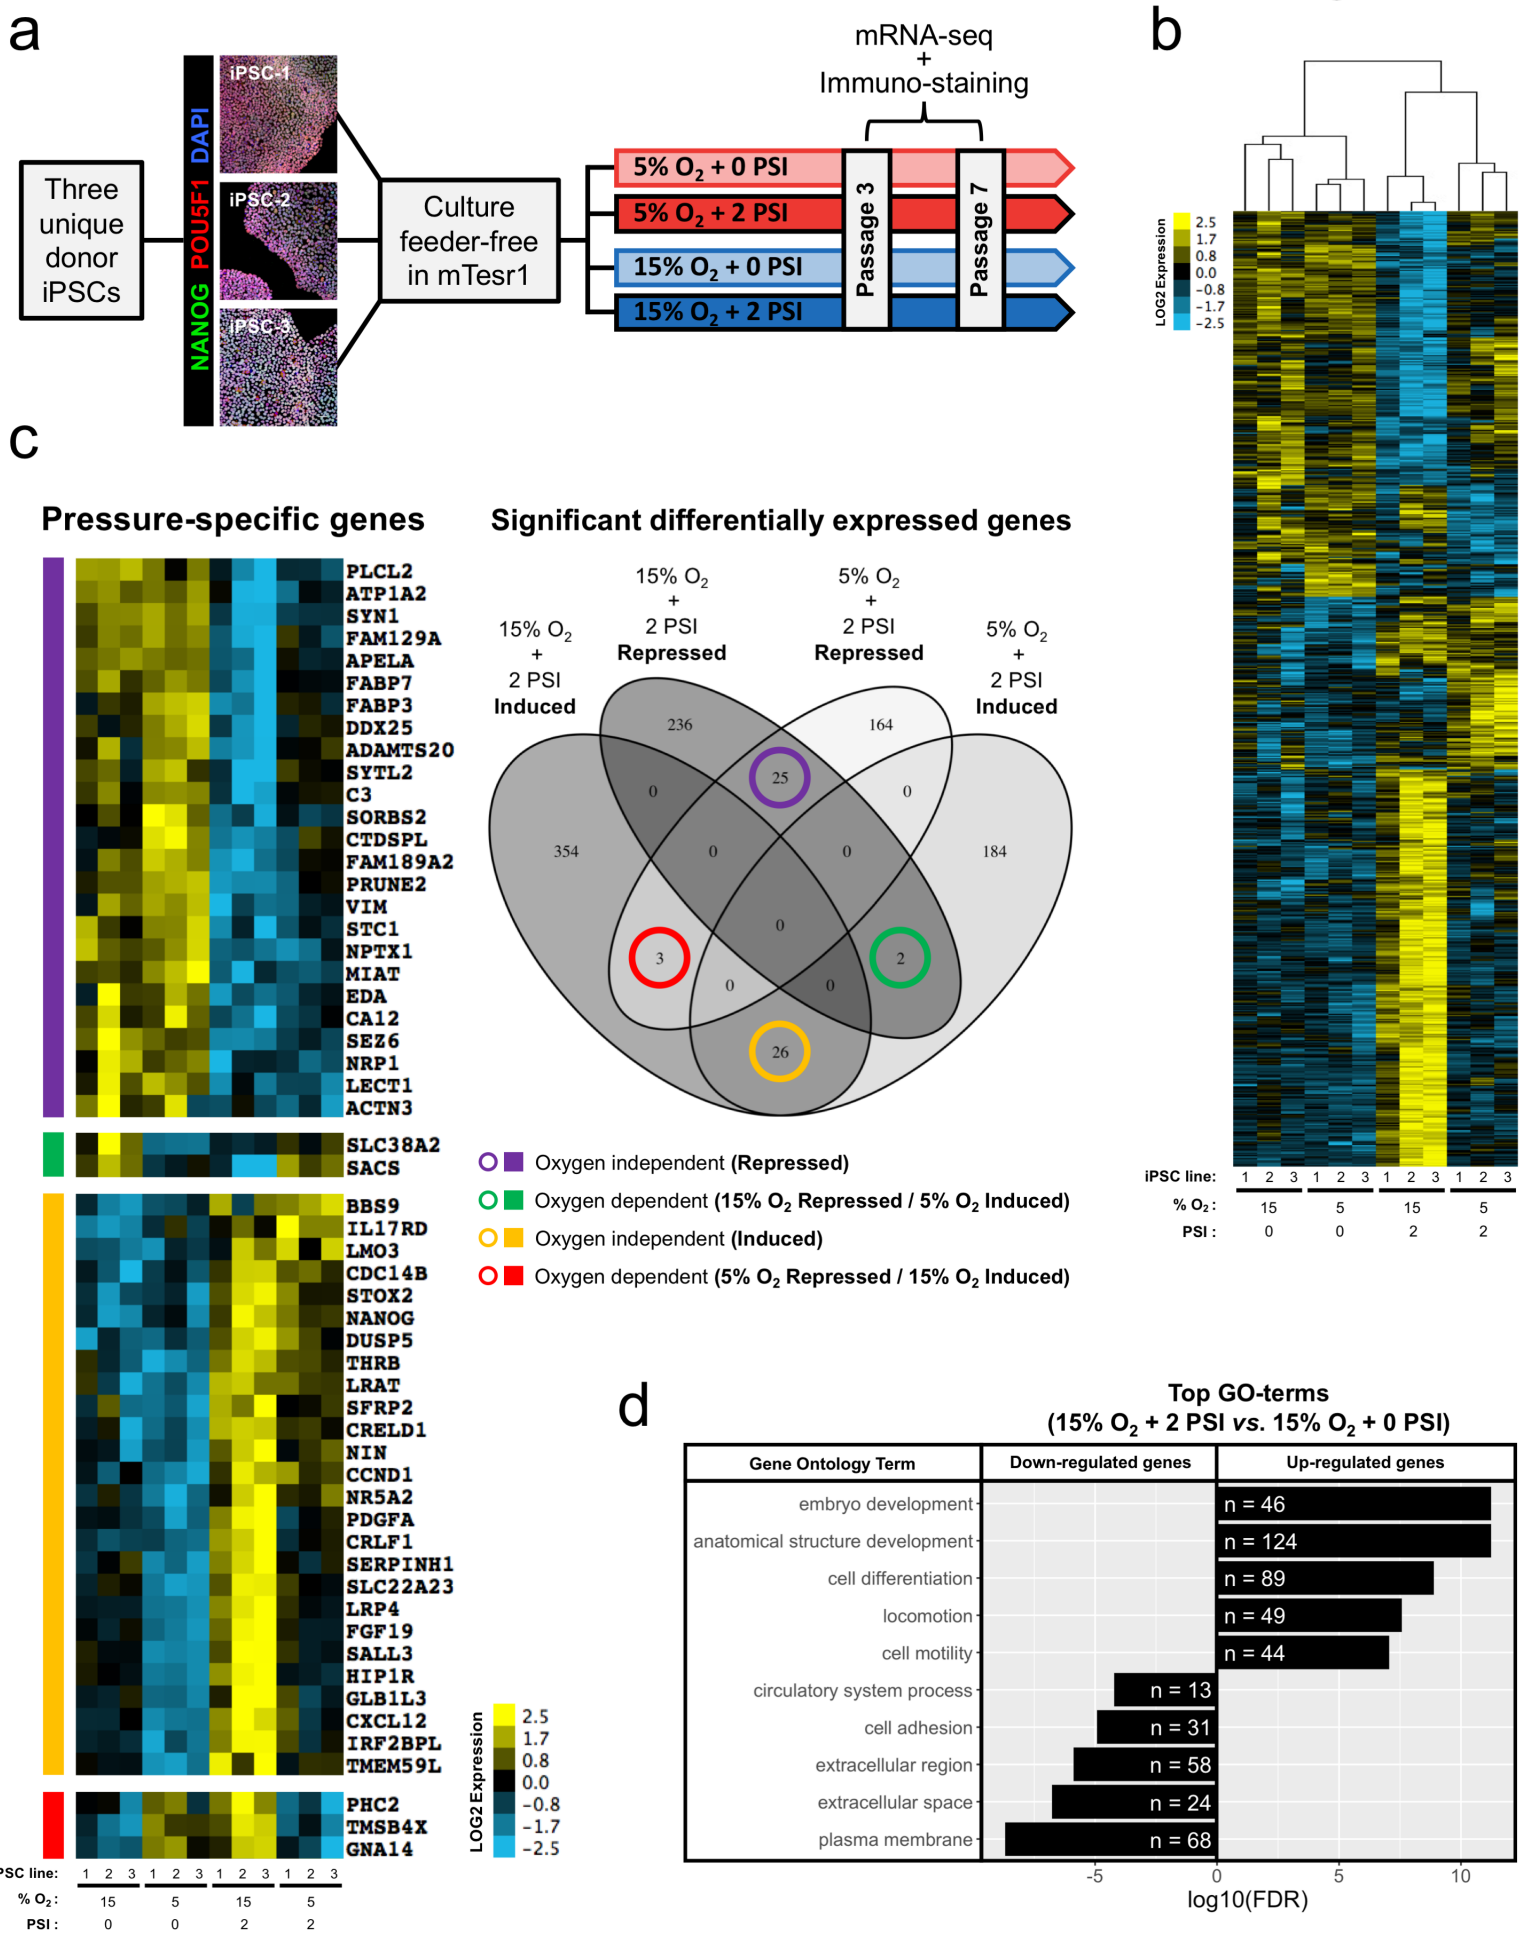 a
Three
unique
donor
iPSCs
NANOG POU5F1 DAPI
iPSC-1
iPSC-2
iPSC-3
Culture
feeder-free
in mTesr1
mRNA-seq
+
Immuno-staining
5% O2 + 0 PSI
5% O2 + 2 PSI
15% O2 + 0 PSI
15% O2 + 2 PSI
Passage 3
Passage 7
b
LOG2 Expression
2.5
1.7
0.8
0.0
−0.8
−1.7
−2.5
iPSC line: 1 2 3 1 2 3 1 2 3 1 2 3
% O2 : 15 5 15 5
PSI : 0 0 2 2
c
Pressure-specific genes
PLCL2
ATP1A2
SYN1
FAM129A
APELA
FABP7
FABP3
DDX25
ADAMTS20
SYTL2
C3
SORBS2
CTDSPL
FAM189A2
PRUNE2
VIM
STC1
NPTX1
MIAT
EDA
CA12
SEZ6
NRP1
LECT1
ACTN3
SLC38A2
SACS
BBS9
IL17RD
LMO3
CDC14B
STOX2
NANOG
DUSP5
THRB
LRAT
SFRP2
CRELD1
NIN
CCND1
NR5A2
PDGFA
CRLF1
SERPINH1
SLC22A23
LRP4
FGF19
SALL3
HIP1R
GLB1L3
CXCL12
IRF2BPL
TMEM59L
PHC2
TMSB4X
GNA14
PSC line: 1 2 3 1 2 3 1 2 3 1 2 3
% O2 : 15 5 15 5
PSI : 0 0 2 2
LOG2 Expression
2.5
1.7
0.8
0.0
−0.8
−1.7
−2.5
Significant differentially expressed genes
15% O2
+
2 PSI
Induced
15% O2
+
2 PSI
Repressed
5% O2
+
2 PSI
Repressed
5% O2
+
2 PSI
Induced
236 164
25
0 0
354 0 0 184
0
3 2
0 0
26
Oxygen independent (Repressed)
Oxygen dependent (15% O2 Repressed / 5% O2 Induced)
Oxygen independent (Induced)
Oxygen dependent (5% O2 Repressed / 15% O2 Induced)
d
Top GO-terms
(15% O2 + 2 PSI vs. 15% O2 + 0 PSI)
Gene Ontology Term Down-regulated genes Up-regulated genes
embryo development n = 46
anatomical structure development n = 124
cell differentiation n = 89
locomotion n = 49
cell motility n = 44
circulatory system process n = 13
cell adhesion n = 31
extracellular region n = 58
extracellular space n = 24
plasma membrane n = 68
-5 0 5 10
log10(FDR)